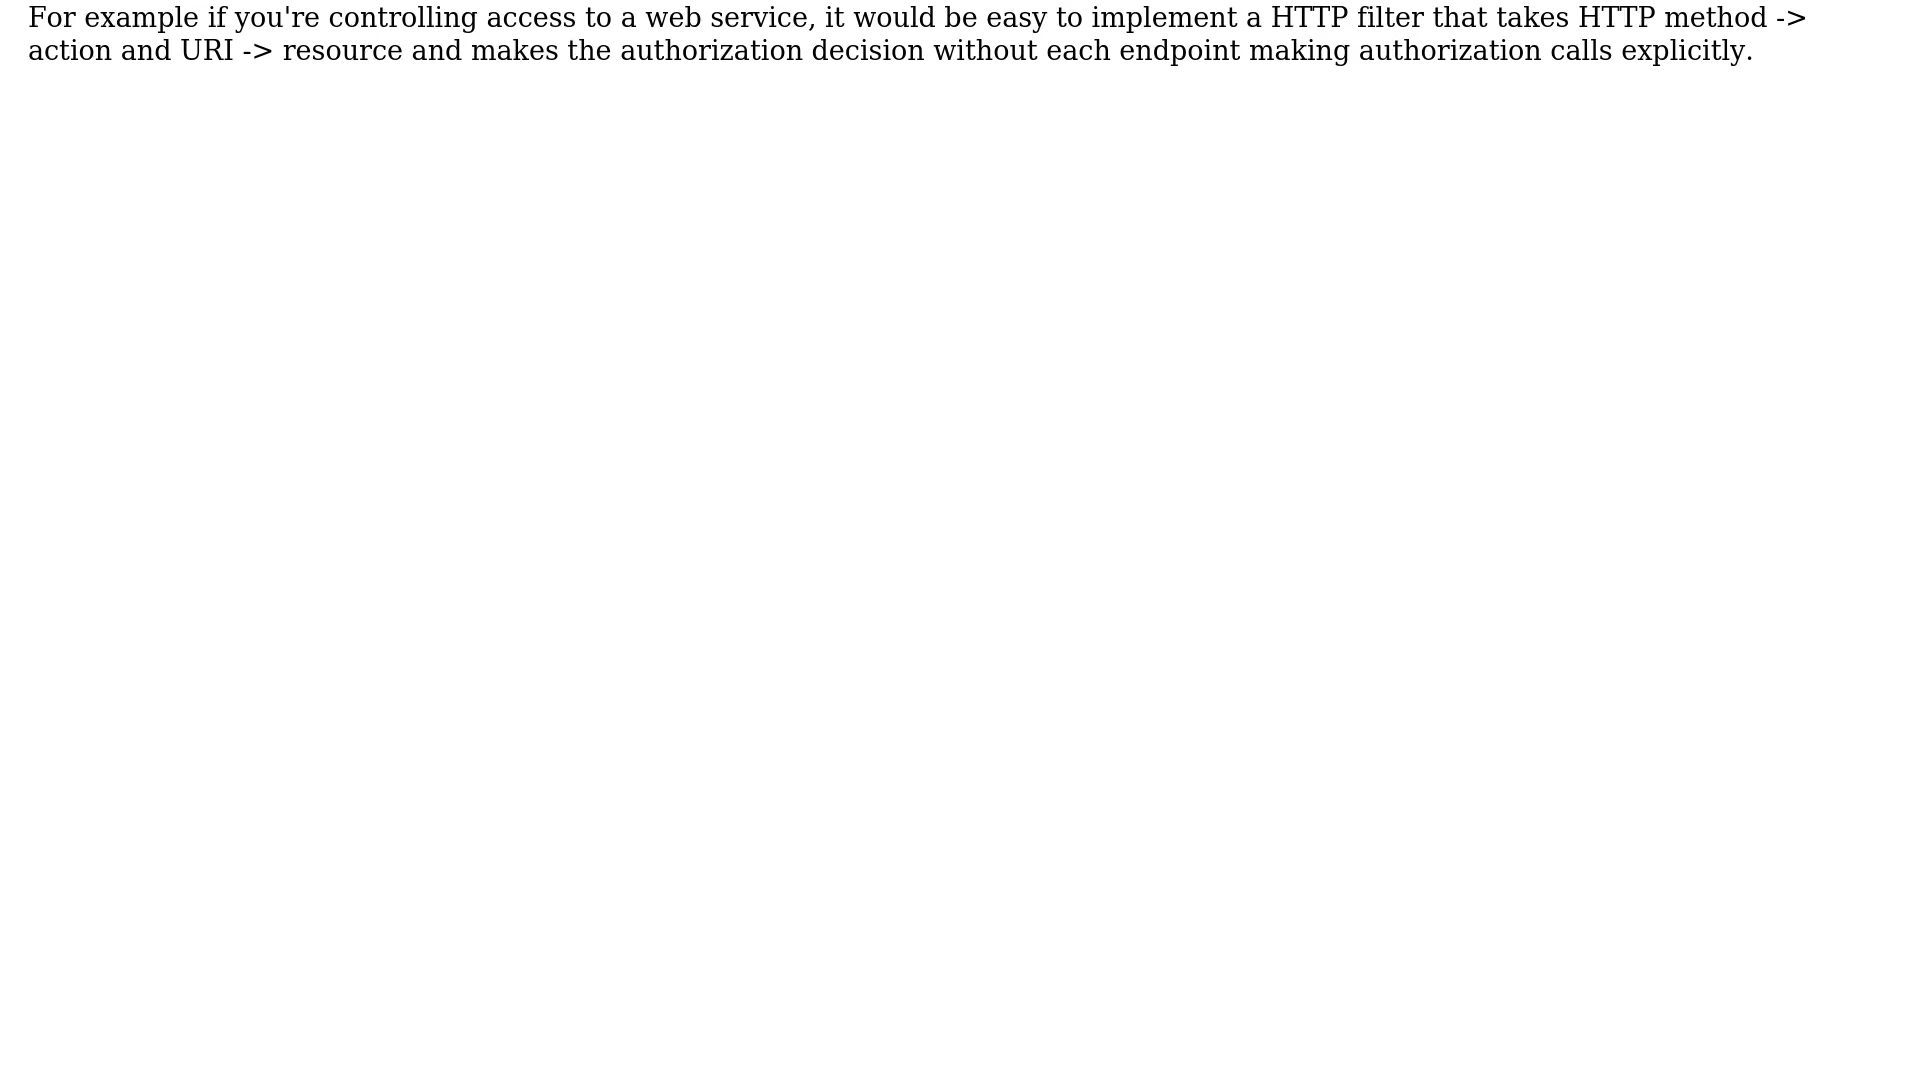 For example if you're controlling access to a web service, it would be easy to implement a HTTP filter that takes HTTP method ->
action and URI -> resource and makes the authorization decision without each endpoint making authorization calls explicitly.